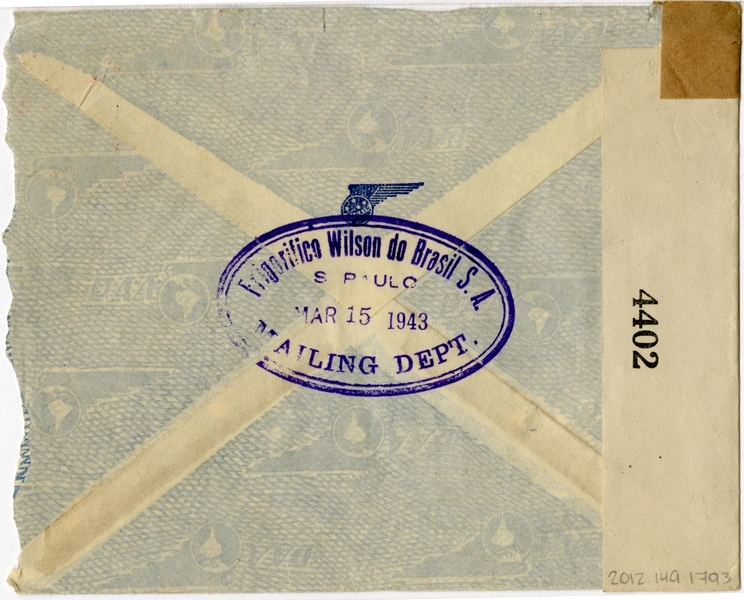 Frigorifico Wilson do Brasil S. A.
S. PAULO
MAR 15 1943
MAILING DEPT.
4402
2012.149.1793